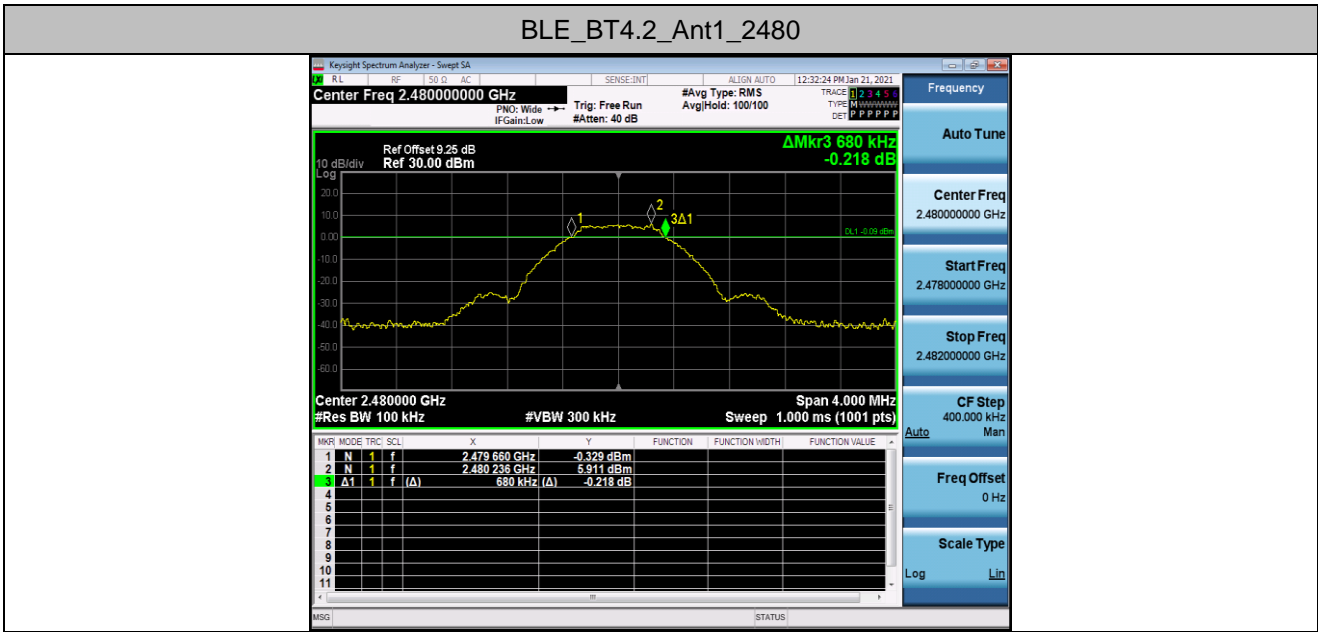 BLE_BT4.2_Ant1_2480
Keysight Spectrum Analyzer - Swept SA
RL RF 50 Ω AC SENSE:INT ALIGN AUTO 12:32:24 PM Jan 21, 2021
Center Freq 2.480000000 GHz
PNO: Wide
IFGain:Low
Trig: Free Run
#Atten: 40 dB
#Avg Type: RMS
Avg|Hold: 100/100
TRACE 1 2 3 4 5 6
TYPE M WWWWW
DET P P P P P P
Ref Offset 9.25 dB
10 dB/div Ref 30.00 dBm
Log
ΔMkr3 680 kHz
-0.218 dB
20.0
10.0
0.00
-10.0
-20.0
-30.0
-40.0
-50.0
-60.0
1
2
3Δ1
DL1 -0.09 dBm
Center 2.480000 GHz Span 4.000 MHz
#Res BW 100 kHz #VBW 300 kHz Sweep 1.000 ms (1001 pts)
MKR MODE TRC SCL X Y FUNCTION FUNCTION WIDTH FUNCTION VALUE
1 N 1 f 2.479 660 GHz -0.329 dBm
2 N 1 f 2.480 236 GHz 5.911 dBm
3 Δ1 1 f (Δ) 680 kHz (Δ) -0.218 dB
4
5
6
7
8
9
10
11
MSG STATUS
Frequency
Auto Tune
Center Freq
2.480000000 GHz
Start Freq
2.478000000 GHz
Stop Freq
2.482000000 GHz
CF Step
400.000 kHz
Auto Man
Freq Offset
0 Hz
Scale Type
Log Lin